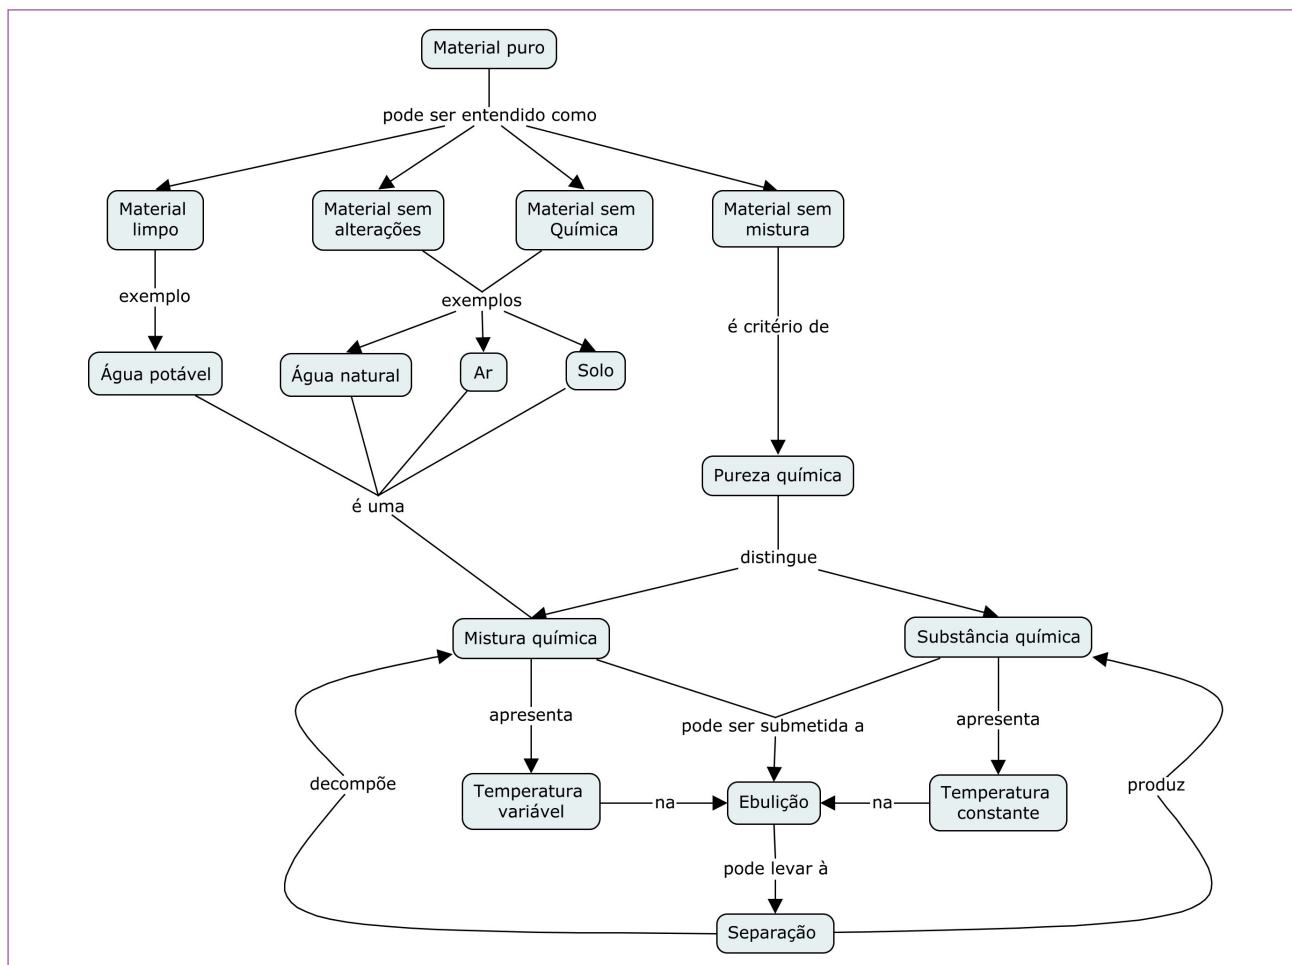 Material puro
pode ser entendido como
Material
limpo
Material sem
alterações
Material sem
Química
Material sem
mistura
exemplo
exemplos
é critério de
Água potável
Água natural
Ar
Solo
Pureza química
é uma
distingue
Mistura química
Substância química
apresenta
pode ser submetida a
apresenta
decompõe
Temperatura
variável
na
Ebulição
na
Temperatura
constante
produz
pode levar à
Separação